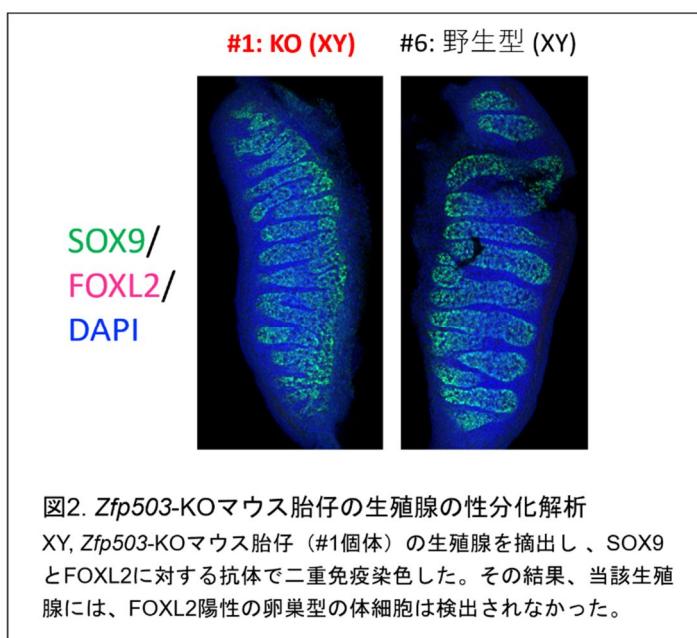 #1: KO (XY)
#6: 野生型 (XY)
SOX9/
FOXL2/
DAPI
図2. Zfp503-KOマウス胎仔の生殖腺の性分化解析
XY, Zfp503-KOマウス胎仔（#1個体）の生殖腺を摘出し 、SOX9
とFOXL2に対する抗体で二重免疫染色した。その結果、当該生殖
腺には、FOXL2陽性の卵巣型の体細胞は検出されなかった。